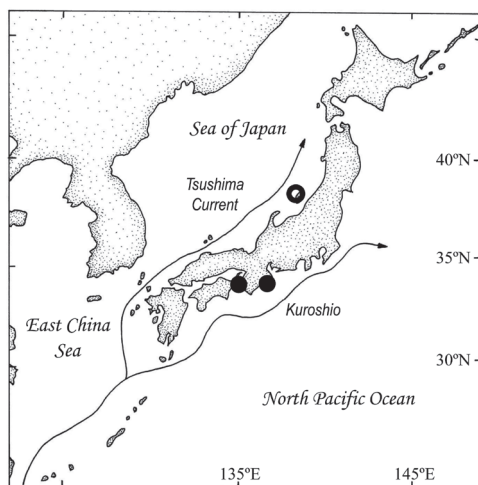 Sea of Japan
40ºN
Tsushima
Current
35ºN
East China
Sea
Kuroshio
30ºN
North Pacific Ocean
135ºE
145ºE